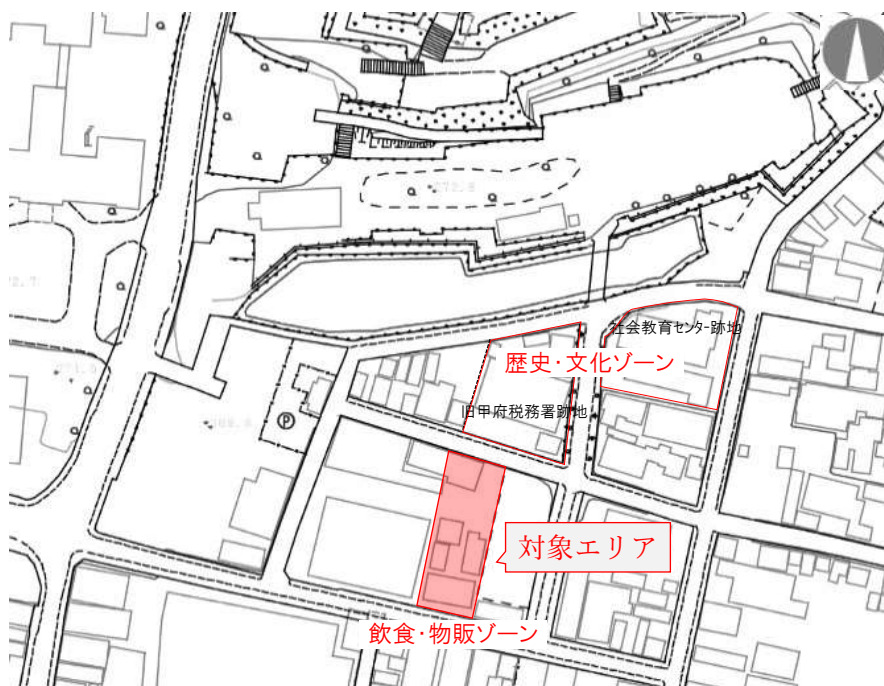 社会教育センター跡地
歴史・文化ゾーン
旧甲府税務署跡地
P
対象エリア
飲食・物販ゾーン